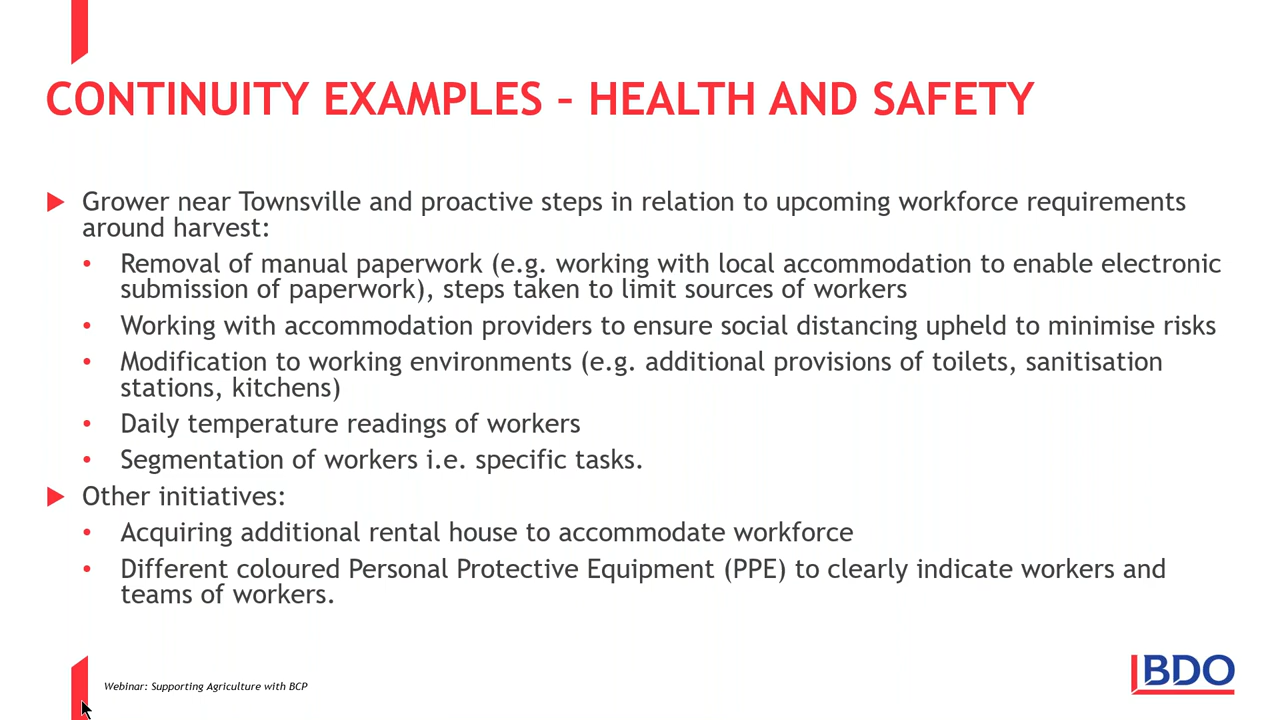 CONTINUITY EXAMPLES – HEALTH AND SAFETY
Grower near Townsville and proactive steps in relation to upcoming workforce requirements
around harvest:
• Removal of manual paperwork (e.g. working with local accommodation to enable electronic
submission of paperwork), steps taken to limit sources of workers
• Working with accommodation providers to ensure social distancing upheld to minimise risks
• Modification to working environments (e.g. additional provisions of toilets, sanitisation
stations, kitchens)
• Daily temperature readings of workers
• Segmentation of workers i.e. specific tasks.
Other initiatives:
• Acquiring additional rental house to accommodate workforce
• Different coloured Personal Protective Equipment (PPE) to clearly indicate workers and
teams of workers.
Webinar: Supporting Agriculture with BCP
BDO